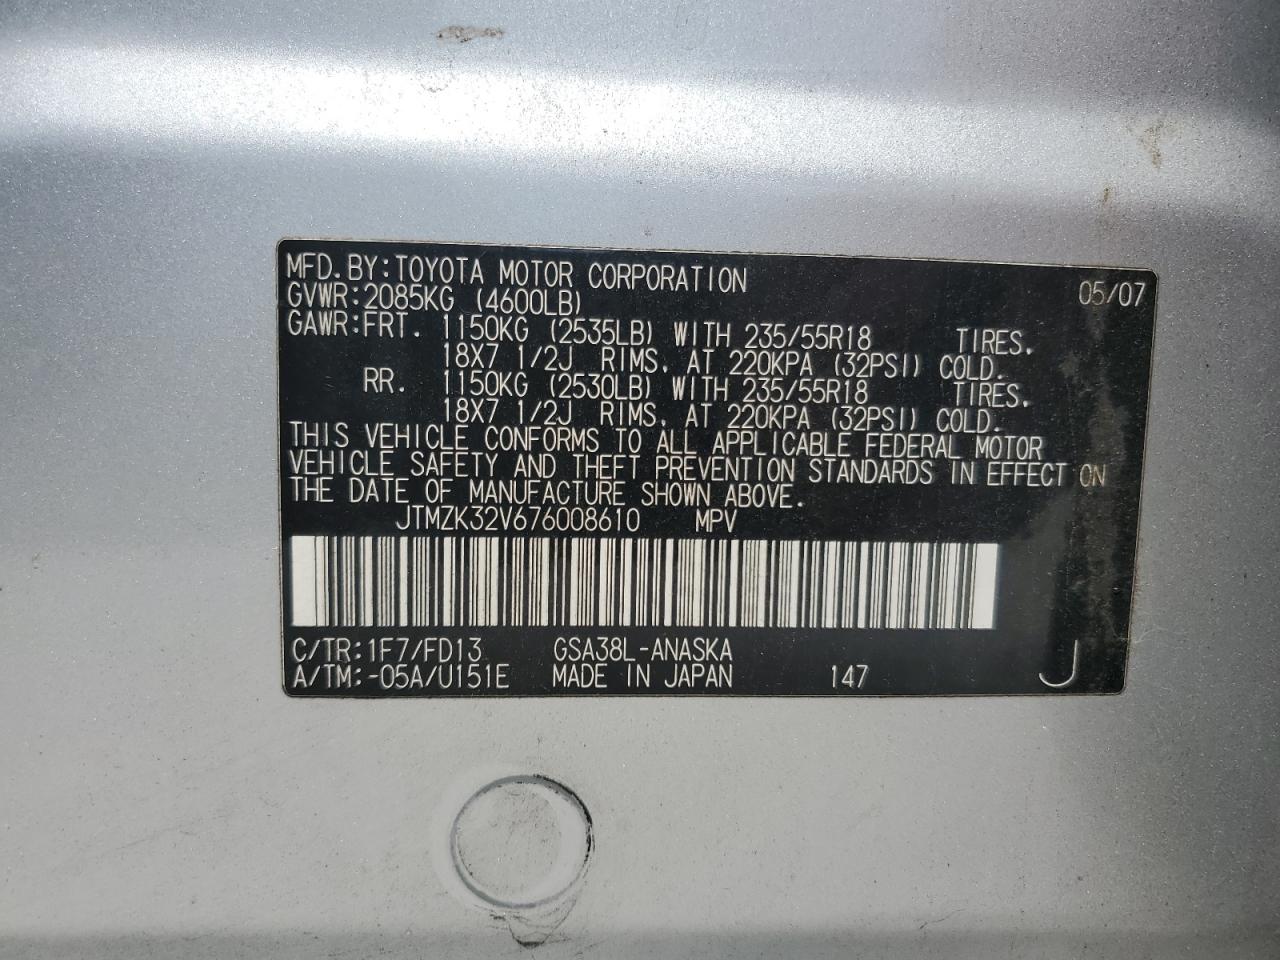 MFD.BY:TOYOTA MOTOR CORPORATION 05/07
GVWR:2085KG (4600LB)
GAWR:FRT. 1150KG (2535LB) WITH 235/55R18 TIRES.
18X7 1/2J RIMS, AT 220KPA (32PSI) COLD.
RR. 1150KG (2530LB) WITH 235/55R18 TIRES.
18X7 1/2J RIMS, AT 220KPA (32PSI) COLD.
THIS VEHICLE CONFORMS TO ALL APPLICABLE FEDERAL MOTOR
VEHICLE SAFETY AND THEFT PREVENTION STANDARDS IN EFFECT ON
THE DATE OF MANUFACTURE SHOWN ABOVE.
JTMZK32V676008610 MPV
C/TR:1F7/FD13 GSA38L-ANASKA
A/TM:-05A/U151E MADE IN JAPAN 147 J